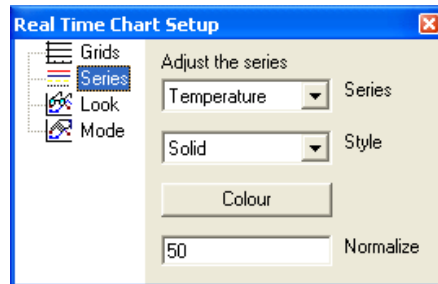 Real Time Chart Setup
Grids
Series
Look
Mode
Adjust the series
Temperature
Series
Solid
Style
Colour
50
Normalize